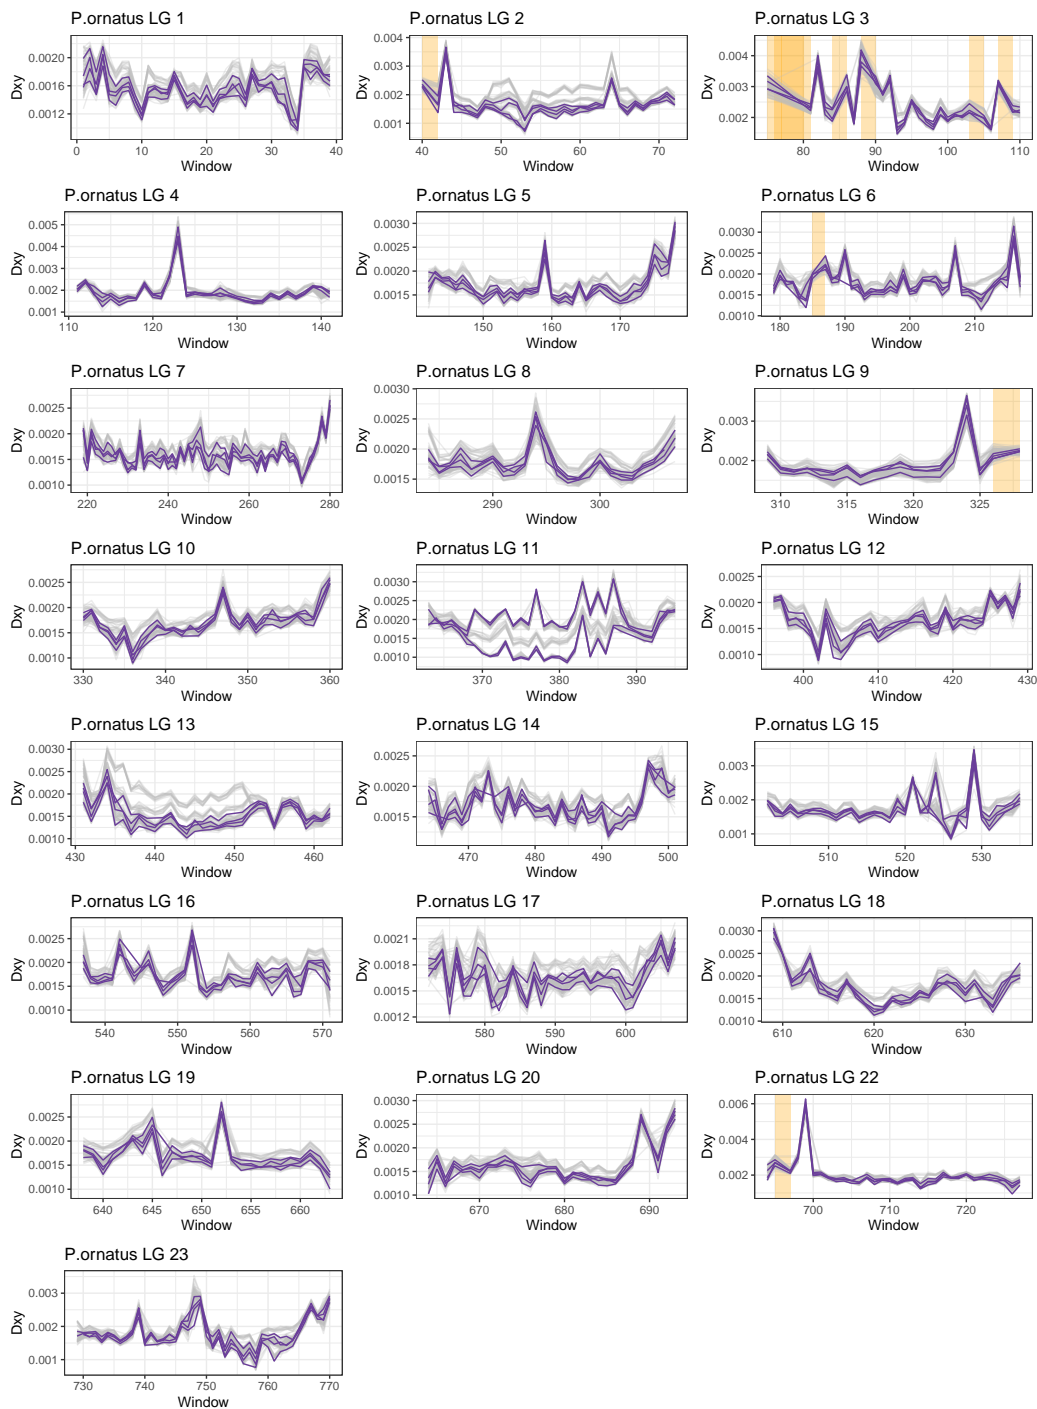 P.ornatus LG 1
Dxy
0.0020
0.0016
0.0012
0 10 20 30 40
Window
P.ornatus LG 2
Dxy
0.004
0.003
0.002
0.001
40 50 60 70
Window
P.ornatus LG 3
Dxy
0.004
0.003
0.002
80 90 100 110
Window
P.ornatus LG 4
Dxy
0.005
0.004
0.003
0.002
0.001
110 120 130 140
Window
P.ornatus LG 5
Dxy
0.0030
0.0025
0.0020
0.0015
150 160 170
Window
P.ornatus LG 6
Dxy
0.0030
0.0025
0.0020
0.0015
0.0010
180 190 200 210
Window
P.ornatus LG 7
Dxy
0.0025
0.0020
0.0015
0.0010
220 240 260 280
Window
P.ornatus LG 8
Dxy
0.0030
0.0025
0.0020
0.0015
290 300
Window
P.ornatus LG 9
Dxy
0.003
0.002
310 315 320 325
Window
P.ornatus LG 10
Dxy
0.0025
0.0020
0.0015
0.0010
330 340 350 360
Window
P.ornatus LG 11
Dxy
0.0030
0.0025
0.0020
0.0015
0.0010
370 380 390
Window
P.ornatus LG 12
Dxy
0.0025
0.0020
0.0015
0.0010
400 410 420 430
Window
P.ornatus LG 13
Dxy
0.0030
0.0025
0.0020
0.0015
0.0010
430 440 450 460
Window
P.ornatus LG 14
Dxy
0.0025
0.0020
0.0015
470 480 490 500
Window
P.ornatus LG 15
Dxy
0.003
0.002
0.001
510 520 530
Window
P.ornatus LG 16
Dxy
0.0025
0.0020
0.0015
0.0010
540 550 560 570
Window
P.ornatus LG 17
Dxy
0.0021
0.0018
0.0015
0.0012
580 590 600
Window
P.ornatus LG 18
Dxy
0.0030
0.0025
0.0020
0.0015
0.0010
610 620 630
Window
P.ornatus LG 19
Dxy
0.0025
0.0020
0.0015
0.0010
640 645 650 655 660
Window
P.ornatus LG 20
Dxy
0.0030
0.0025
0.0020
0.0015
0.0010
670 680 690
Window
P.ornatus LG 22
Dxy
0.006
0.004
0.002
700 710 720
Window
P.ornatus LG 23
Dxy
0.003
0.002
0.001
730 740 750 760 770
Window